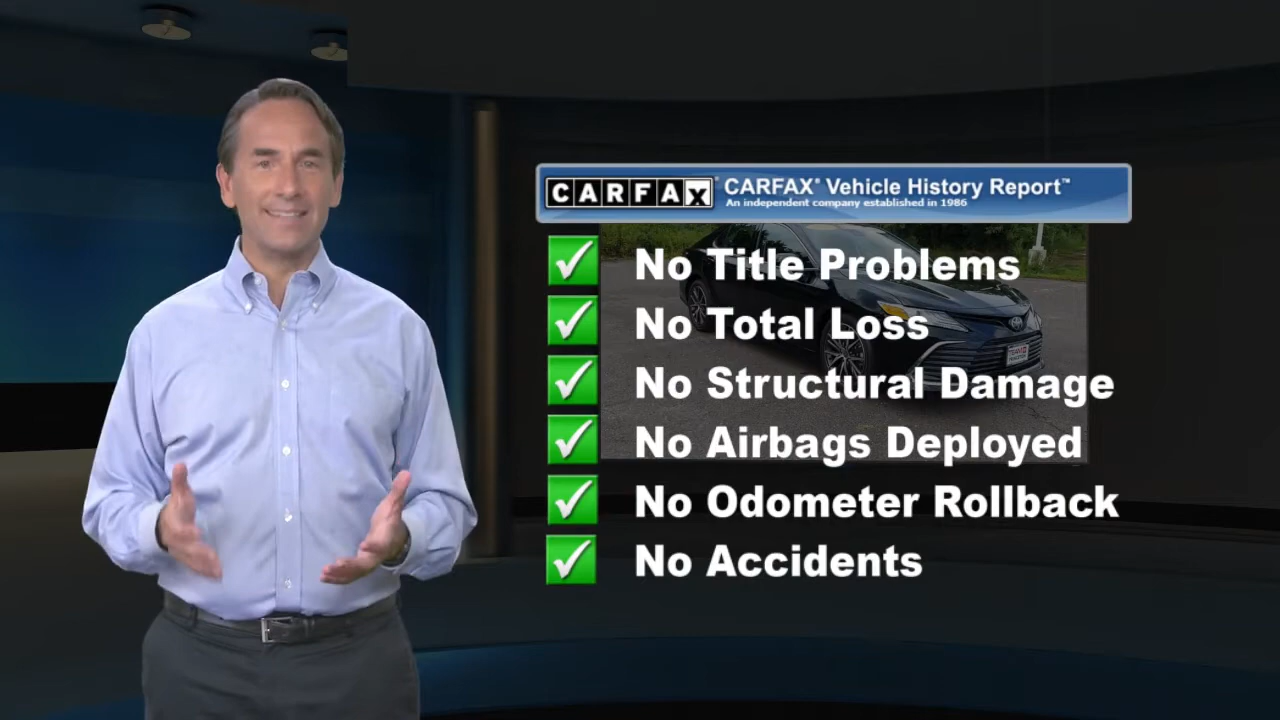 CARFAX
CARFAX® Vehicle History Report™
An independent company established in 1986
No Title Problems
No Total Loss
No Structural Damage
No Airbags Deployed
No Odometer Rollback
No Accidents